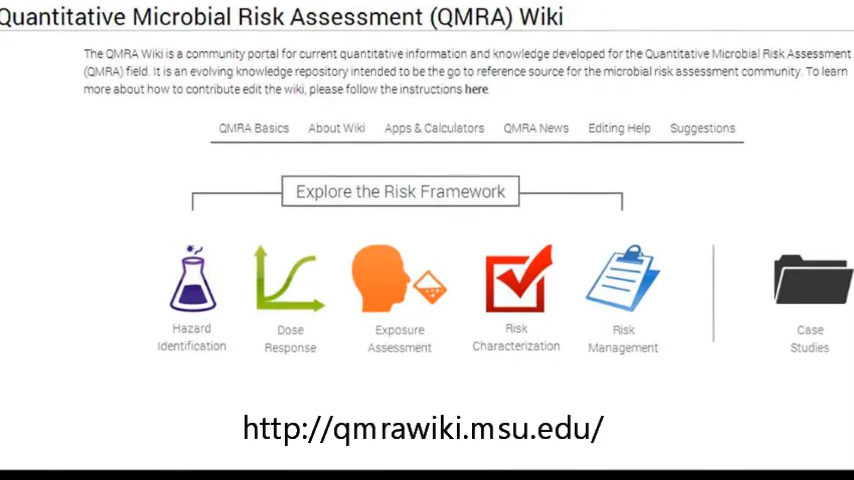 Quantitative Microbial Risk Assessment (QMRA) Wiki
The QMRA Wiki is a community portal for current quantitative information and knowledge developed for the Quantitative Microbial Risk Assessment
(QMRA) field. It is an evolving knowledge repository intended to be the go to reference source for the microbial risk assessment community. To learn
more about how to contribute edit the wiki, please follow the instructions here.
QMRA Basics About Wiki Apps & Calculators QMRA News Editing Help Suggestions
Explore the Risk Framework
Hazard Identification
Dose Response
Exposure Assessment
Risk Characterization
Risk Management
Case Studies
http://qmrawiki.msu.edu/